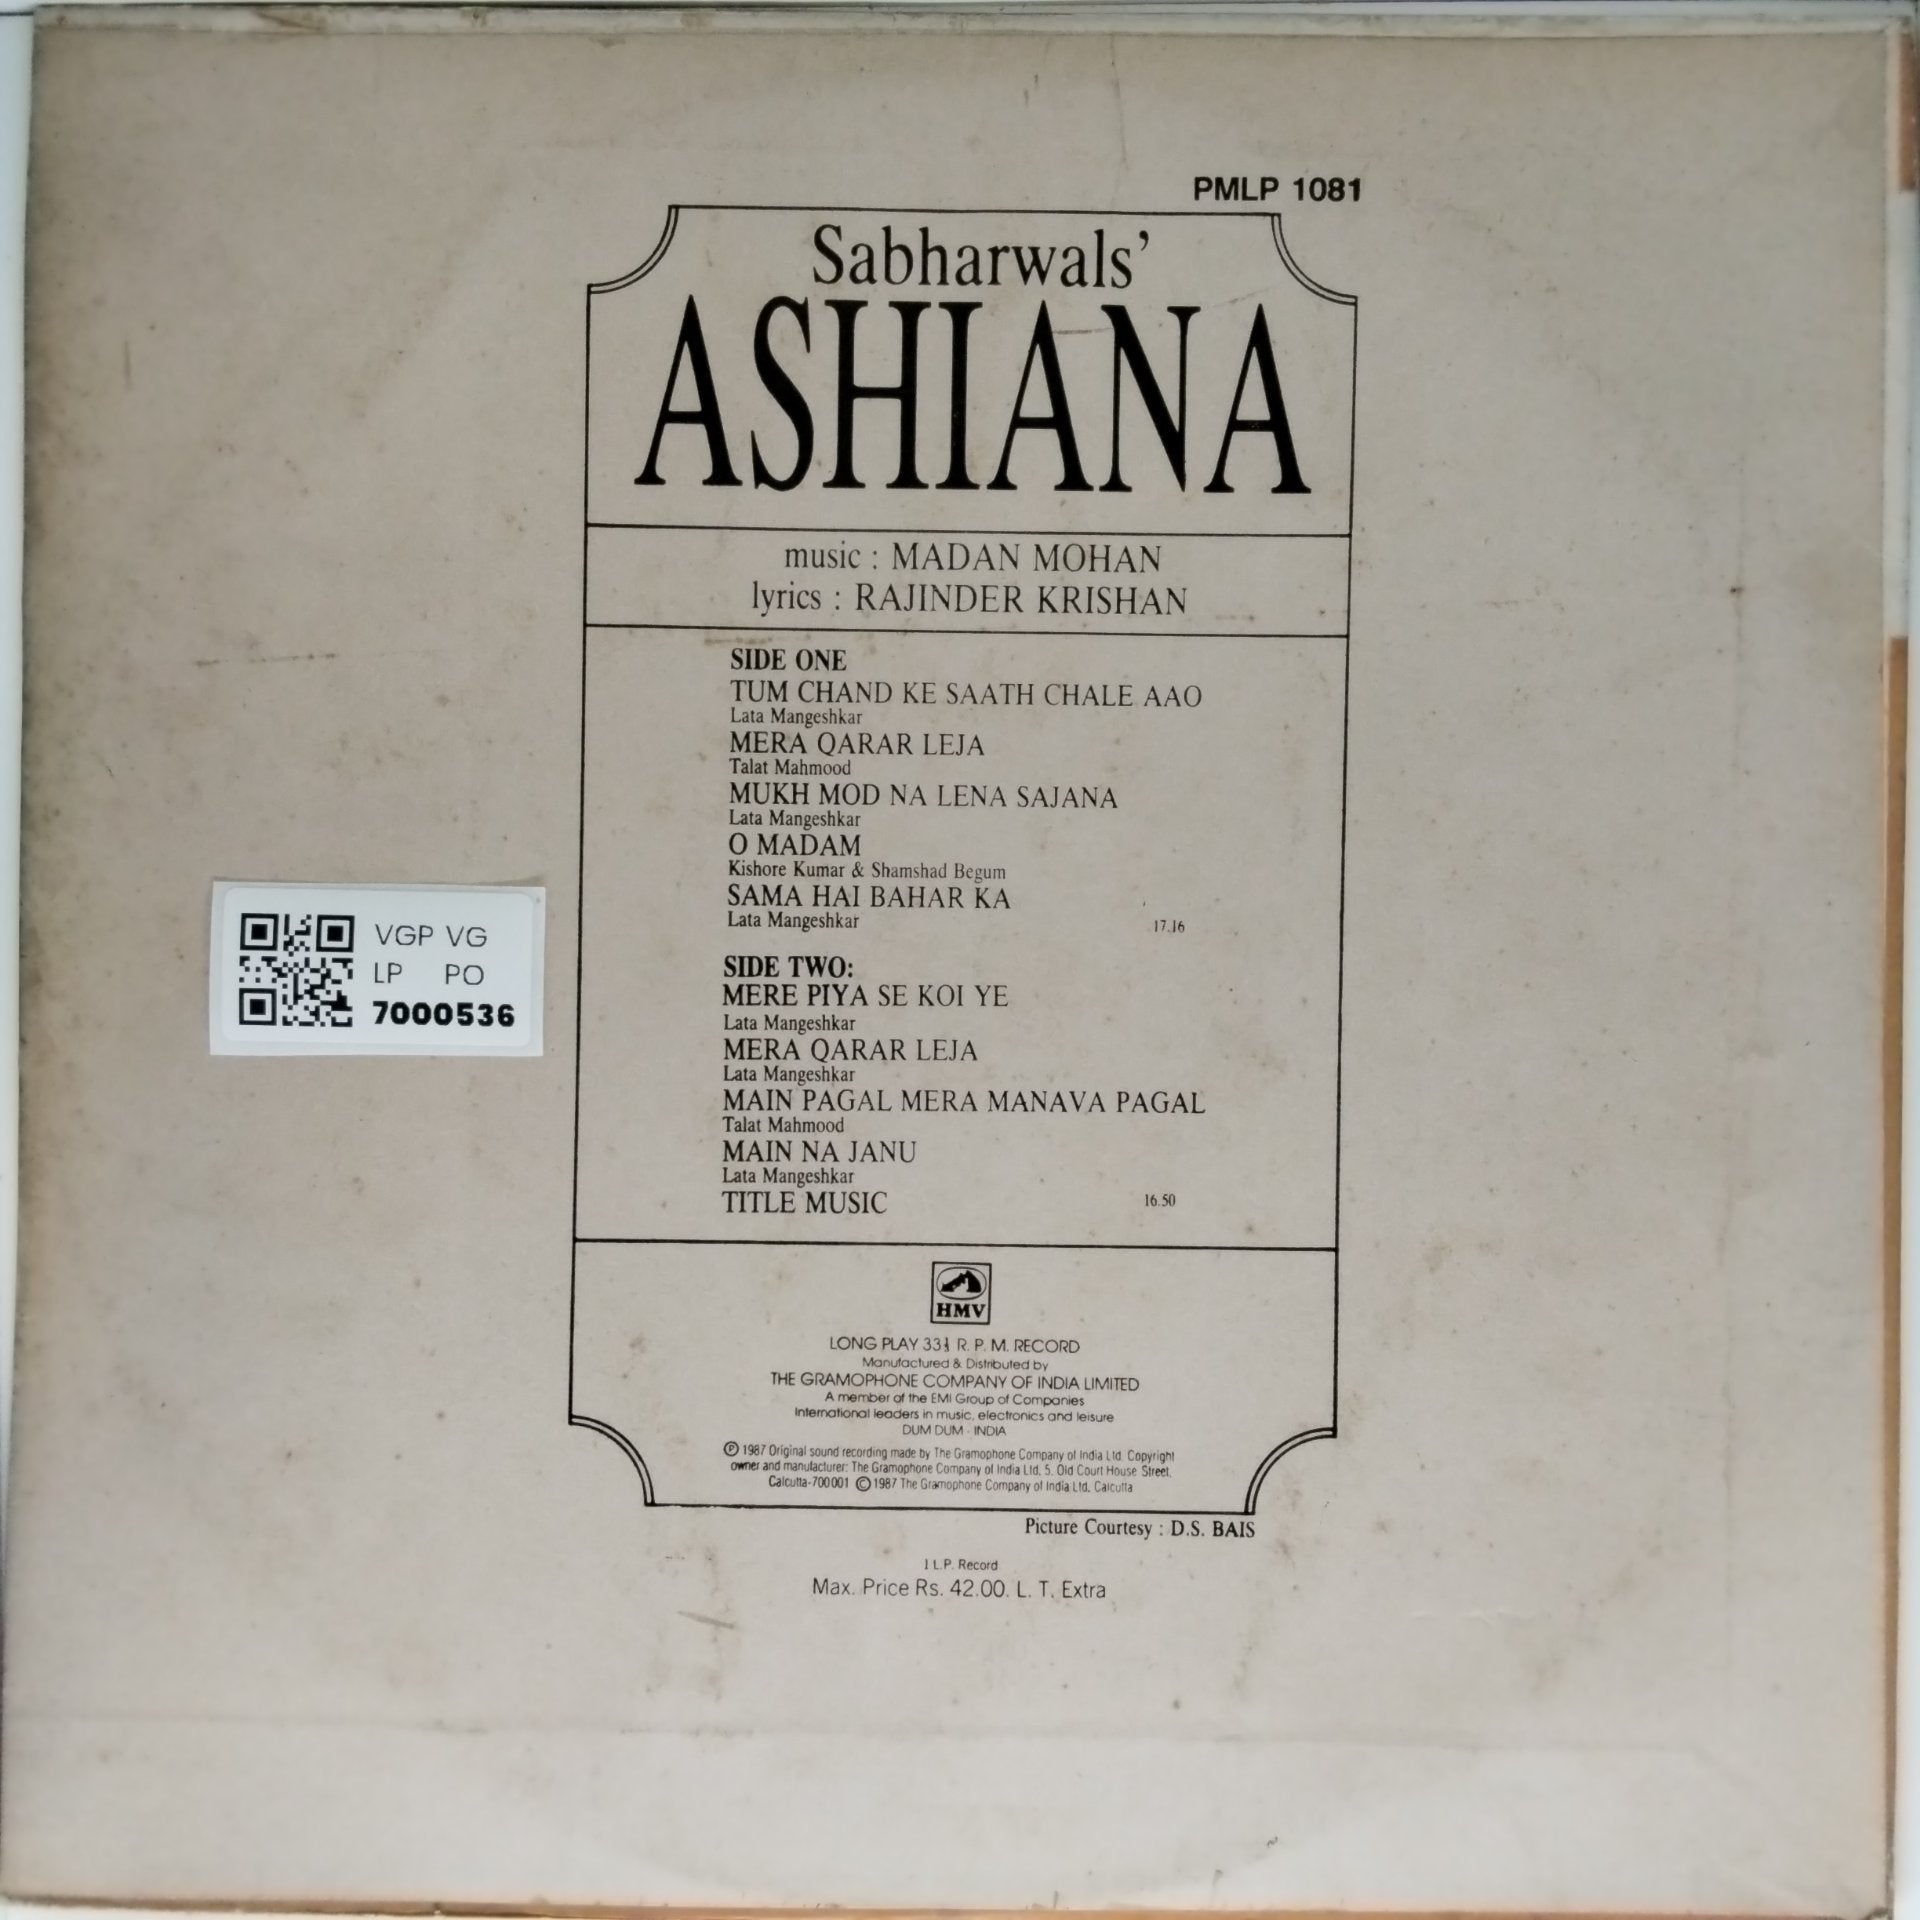 PMLP 1081
Sabharwals’
ASHIANA
music : MADAN MOHAN
lyrics : RAJINDER KRISHAN
SIDE ONE
TUM CHAND KE SAATH CHALE AAO
Lata Mangeshkar
MERA QARAR LEJA
Talat Mahmood
MUKH MOD NA LENA SAJANA
Lata Mangeshkar
O MADAM
Kishore Kumar & Shamshad Begum
SAMA HAI BAHAR KA
Lata Mangeshkar
17.16
SIDE TWO:
MERE PIYA SE KOI YE
Lata Mangeshkar
MERA QARAR LEJA
Lata Mangeshkar
MAIN PAGAL MERA MANAVA PAGAL
Talat Mahmood
MAIN NA JANU
Lata Mangeshkar
TITLE MUSIC 16.50
VGP VG
LP PO
7000536
HMV
LONG PLAY 33⅓ R. P. M. RECORD
Manufactured & Distributed by
THE GRAMOPHONE COMPANY OF INDIA LIMITED
A member of the EMI Group of Companies
International leaders in music, electronics and leisure
DUM DUM - INDIA
Ⓟ 1987 Original sound recording made by The Gramophone Company of India Ltd. Copyright
owner and manufacturer: The Gramophone Company of India Ltd. 5. Old Court House Street,
Calcutta-700001 © 1987 The Gramophone Company of India Ltd. Calcutta
Picture Courtesy : D.S. BAIS
1 L.P. Record
Max. Price Rs. 42.00. L. T. Extra